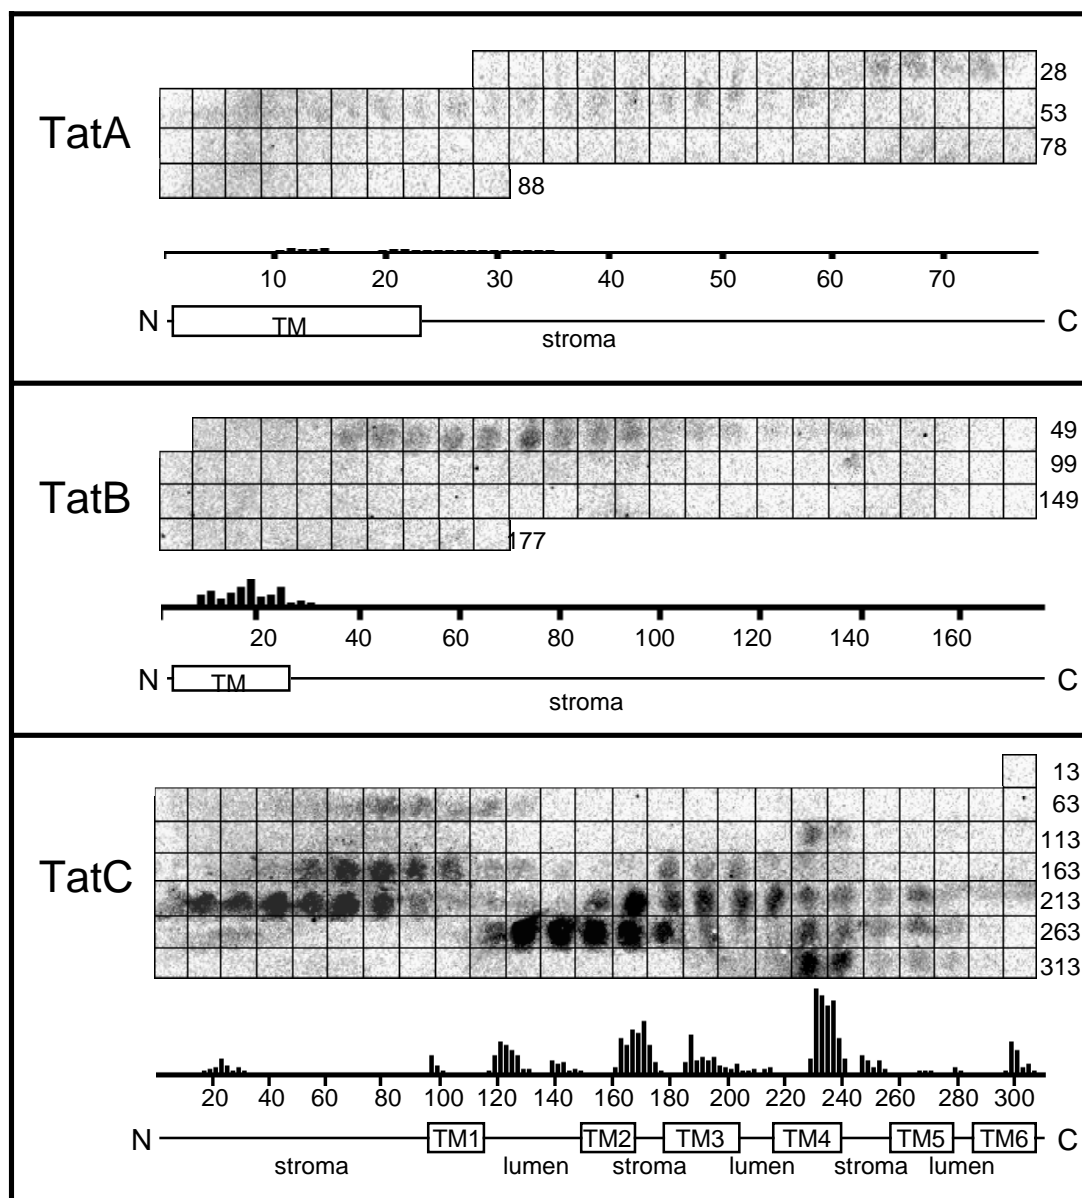 28
TatA
53
78
88
10 20 30 40 50 60 70
N TM stroma C
49
TatB
99
149
177
20 40 60 80 100 120 140 160
N TM stroma C
13
63
113
TatC
163
213
263
313
20 40 60 80 100 120 140 160 180 200 220 240 260 280 300
N TM1 TM2 TM3 TM4 TM5 TM6 C
stroma lumen stroma lumen stroma lumen